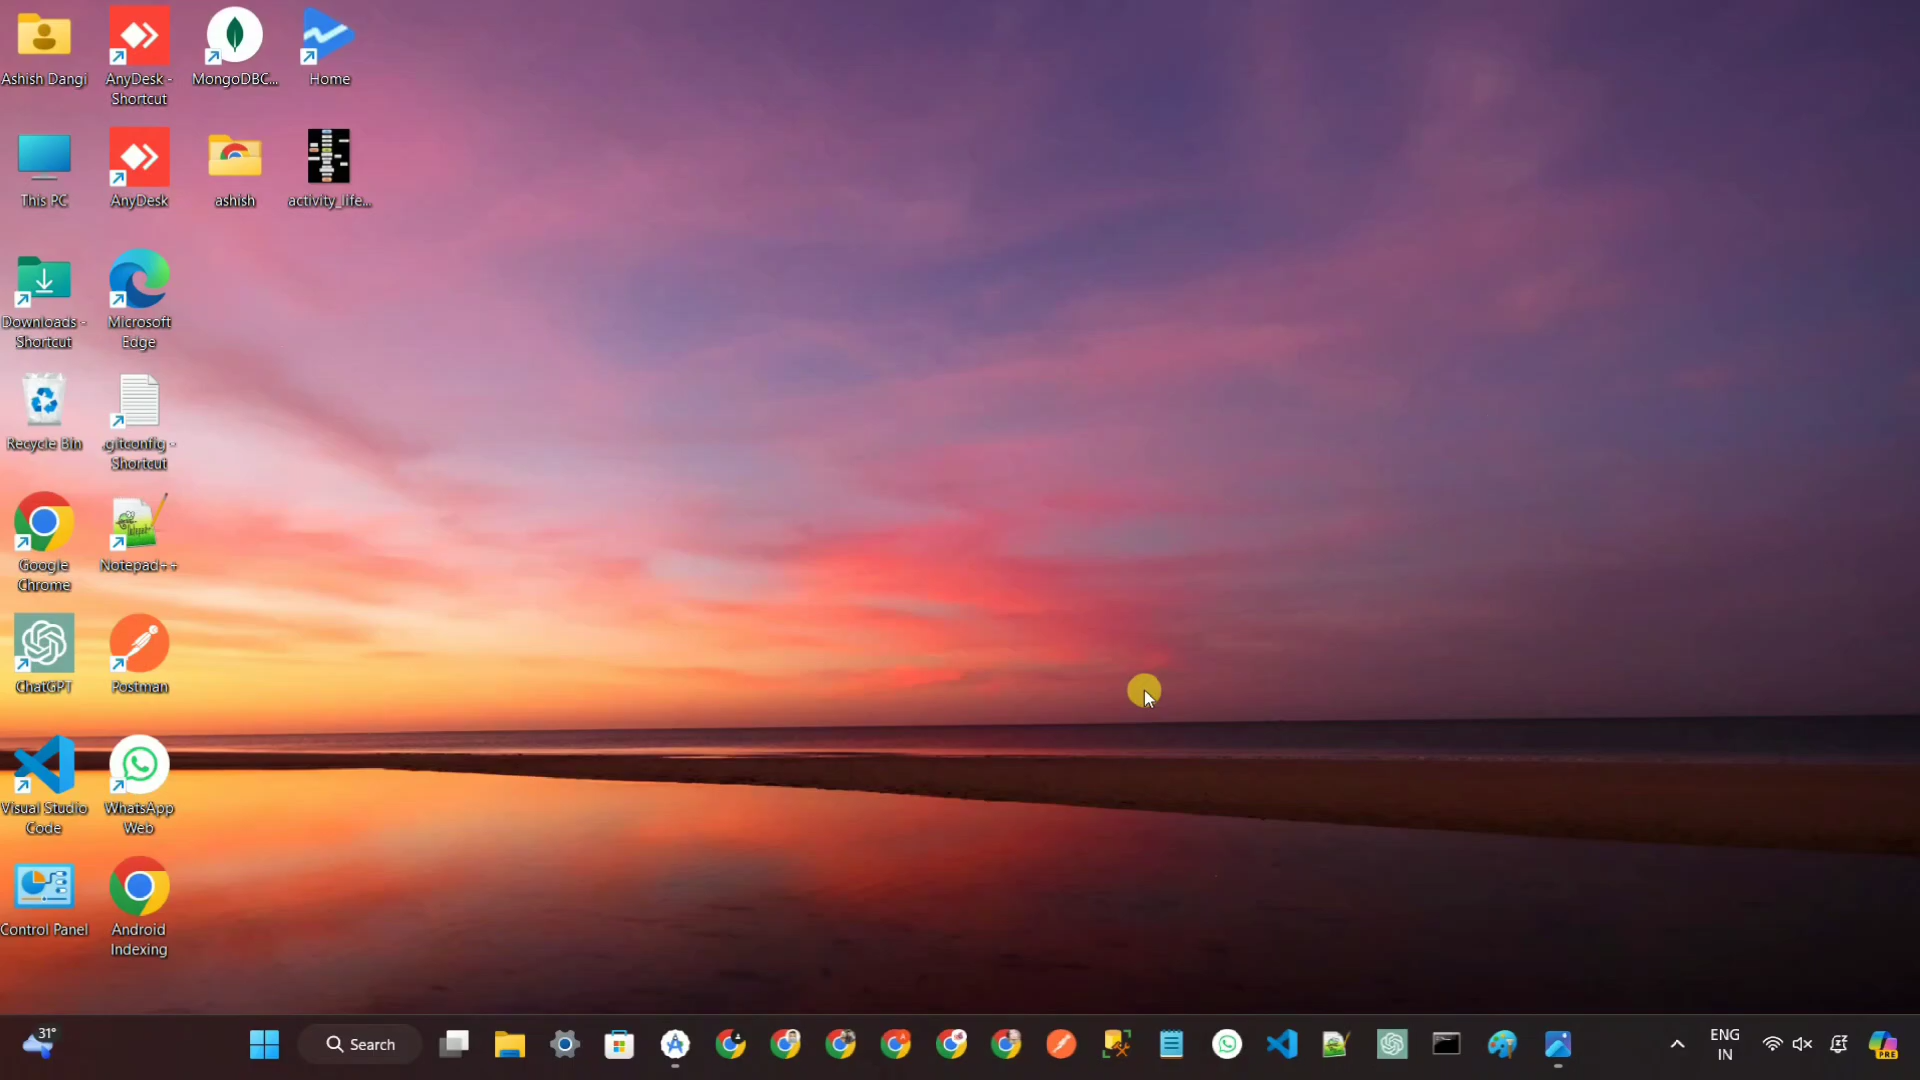 Ashish Dangi
AnyDesk -
Shortcut
MongoDBC...
Home
This PC
AnyDesk
ashish
activity_life...
Downloads -
Shortcut
Microsoft
Edge
Recycle Bin
.gitconfig -
Shortcut
Google
Chrome
Notepad++
ChatGPT
Postman
Visual Studio
Code
WhatsApp
Web
Control Panel
Android
Indexing
31°
Search
ENG
IN
PRE